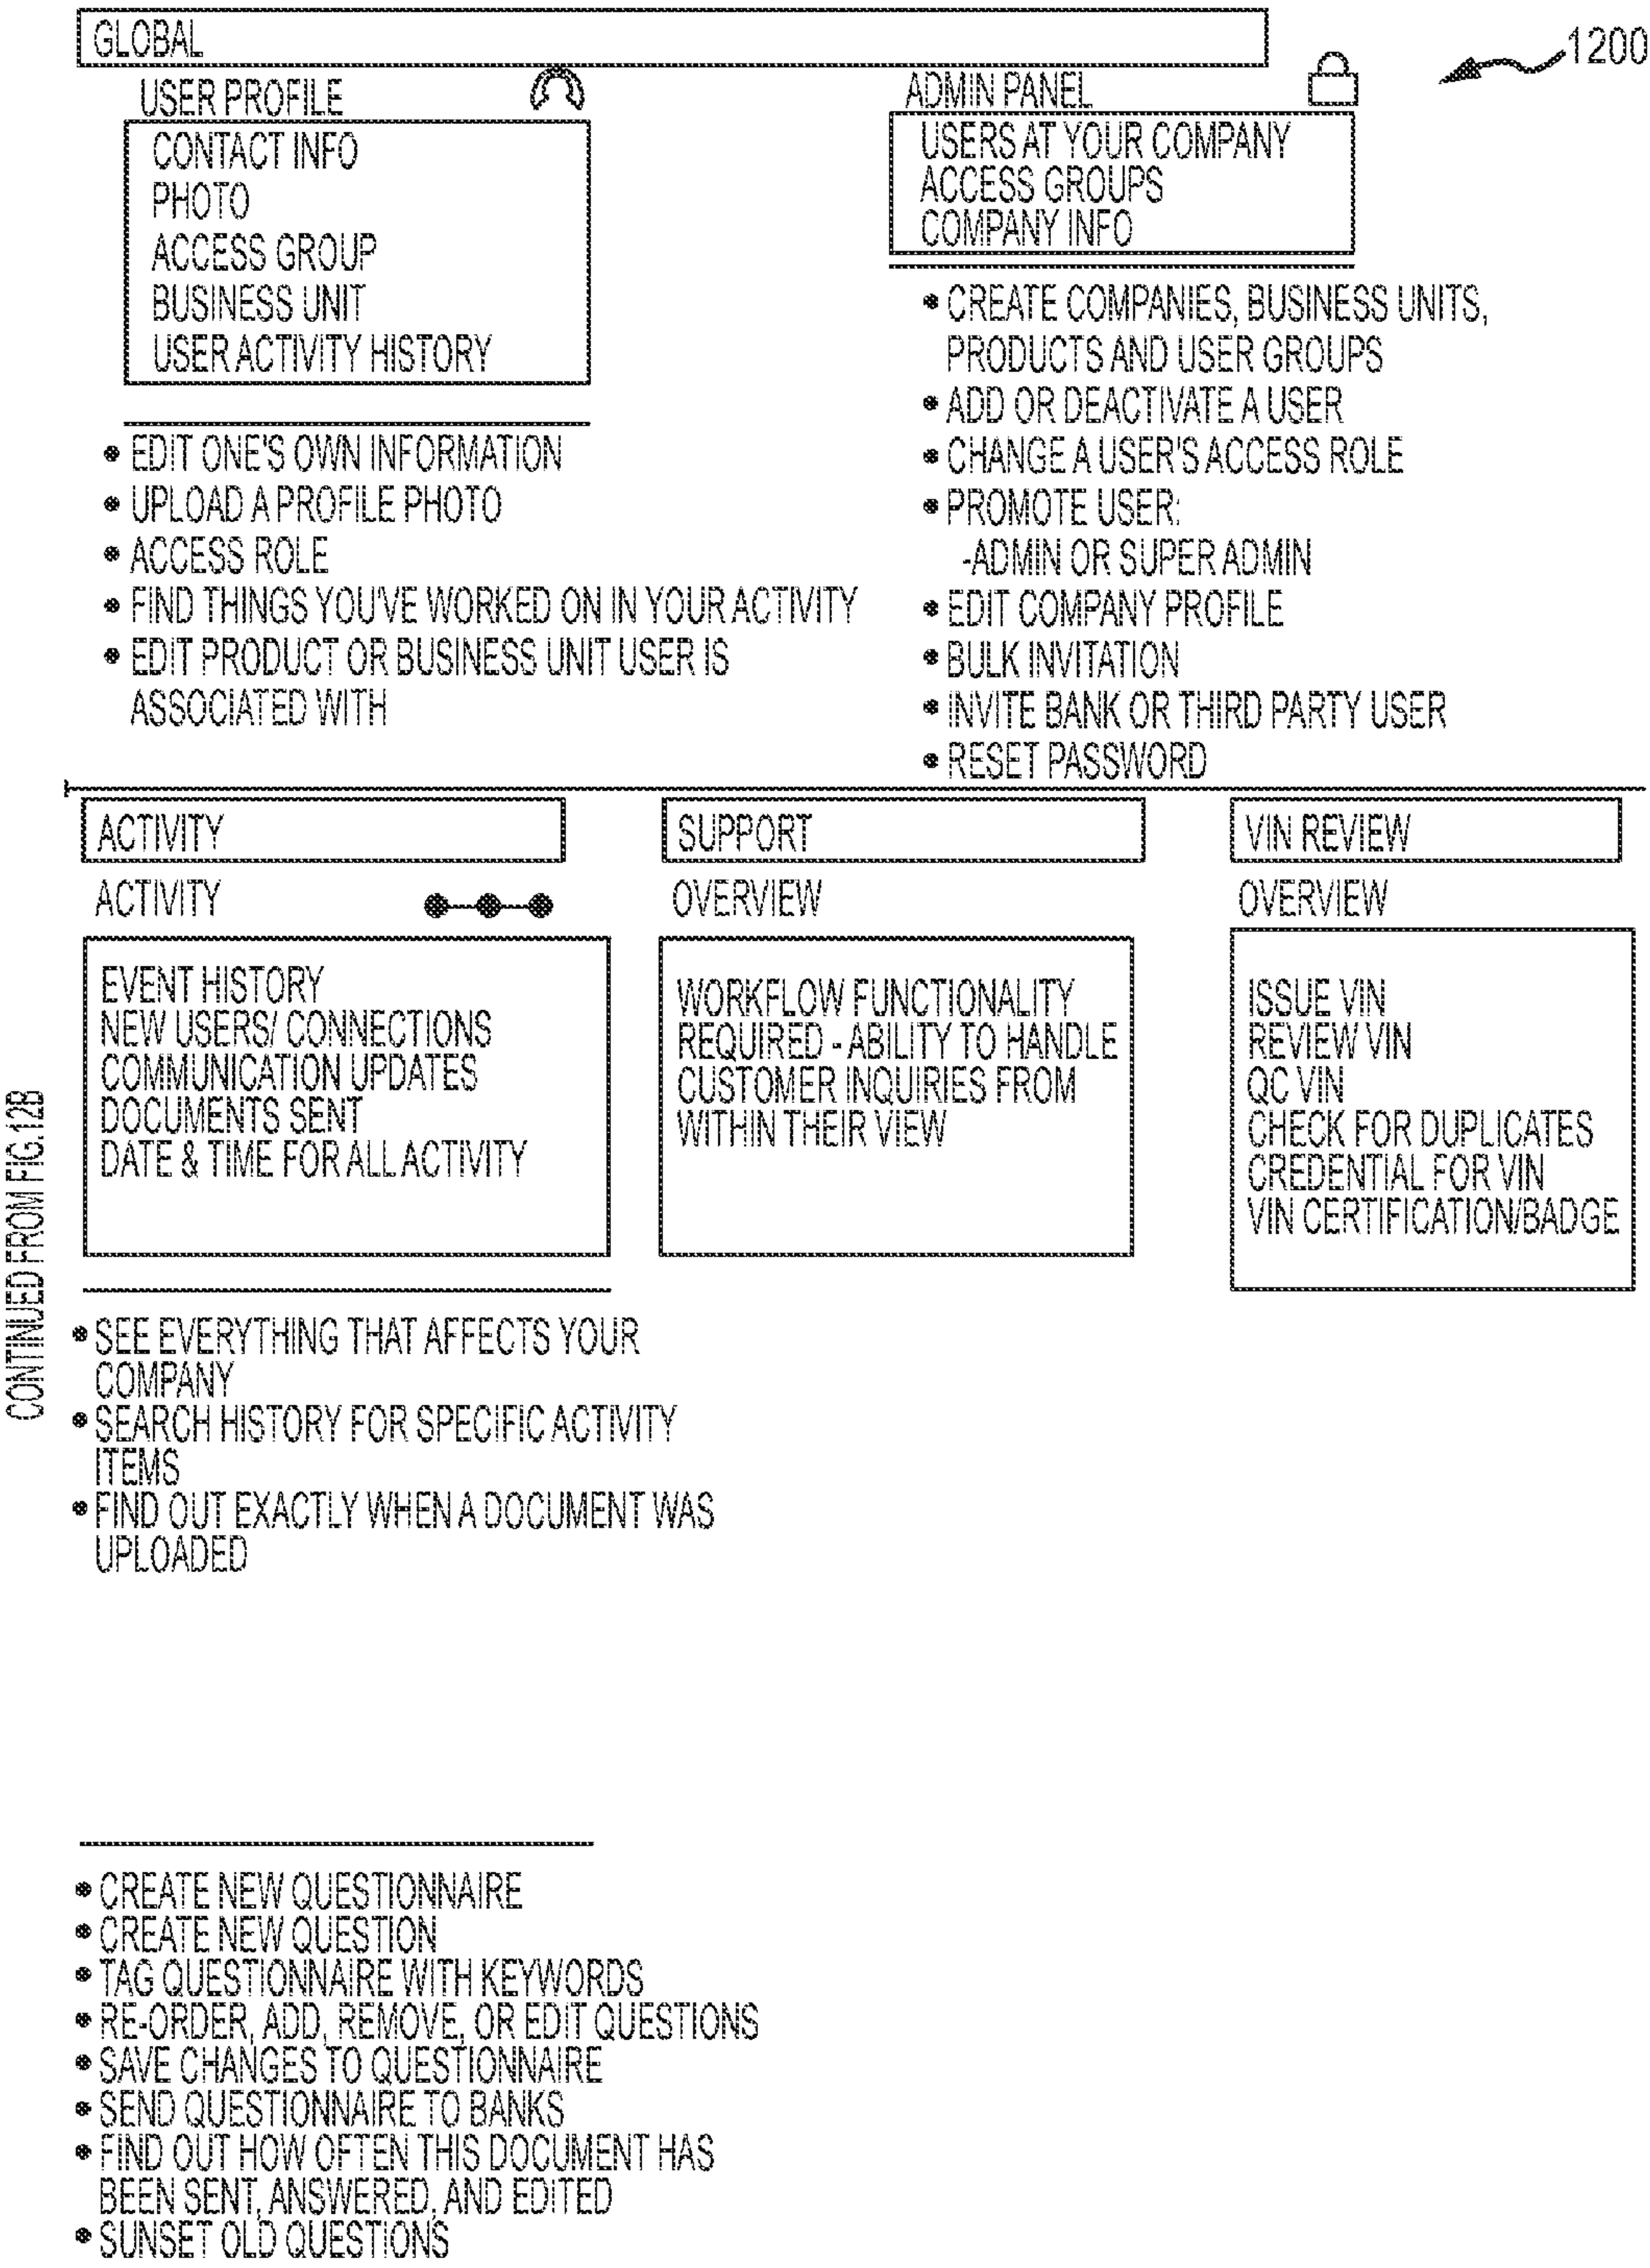 GLOBAL
1200
USER PROFILE
CONTACT INFO
PHOTO
ACCESS GROUP
BUSINESS UNIT
USER ACTIVITY HISTORY
• EDIT ONE'S OWN INFORMATION
• UPLOAD A PROFILE PHOTO
• ACCESS ROLE
• FIND THINGS YOU'VE WORKED ON IN YOUR ACTIVITY
• EDIT PRODUCT OR BUSINESS UNIT USER IS
ASSOCIATED WITH
ADMIN PANEL
USERS AT YOUR COMPANY
ACCESS GROUPS
COMPANY INFO
• CREATE COMPANIES, BUSINESS UNITS,
PRODUCTS AND USER GROUPS
• ADD OR DEACTIVATE A USER
• CHANGE A USER'S ACCESS ROLE
• PROMOTE USER:
-ADMIN OR SUPER ADMIN
• EDIT COMPANY PROFILE
• BULK INVITATION
• INVITE BANK OR THIRD PARTY USER
• RESET PASSWORD
CONTINUED FROM FIG.12B
ACTIVITY
ACTIVITY
EVENT HISTORY
NEW USERS/ CONNECTIONS
COMMUNICATION UPDATES
DOCUMENTS SENT
DATE & TIME FOR ALL ACTIVITY
• SEE EVERYTHING THAT AFFECTS YOUR
COMPANY
• SEARCH HISTORY FOR SPECIFIC ACTIVITY
ITEMS
• FIND OUT EXACTLY WHEN A DOCUMENT WAS
UPLOADED
SUPPORT
OVERVIEW
WORKFLOW FUNCTIONALITY
REQUIRED - ABILITY TO HANDLE
CUSTOMER INQUIRIES FROM
WITHIN THEIR VIEW
VIN REVIEW
OVERVIEW
ISSUE VIN
REVIEW VIN
QC VIN
CHECK FOR DUPLICATES
CREDENTIAL FOR VIN
VIN CERTIFICATION/BADGE
• CREATE NEW QUESTIONNAIRE
• CREATE NEW QUESTION
• TAG QUESTIONNAIRE WITH KEYWORDS
• RE-ORDER, ADD, REMOVE, OR EDIT QUESTIONS
• SAVE CHANGES TO QUESTIONNAIRE
• SEND QUESTIONNAIRE TO BANKS
• FIND OUT HOW OFTEN THIS DOCUMENT HAS
BEEN SENT, ANSWERED, AND EDITED
• SUNSET OLD QUESTIONS